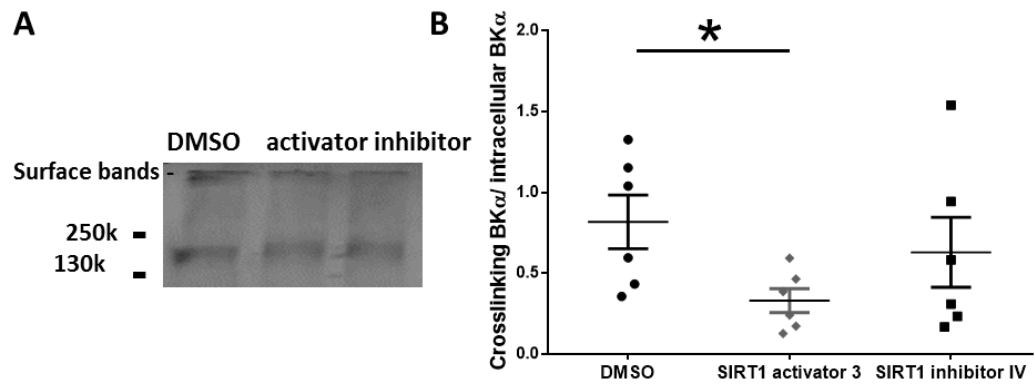 A
DMSO activator inhibitor
Surface bands -
250k
130k
B
Crosslinking BKα/ intracellular BKα
2.0
*
1.5
1.0
0.5
0.0
DMSO SIRT1 activator 3 SIRT1 inhibitor IV